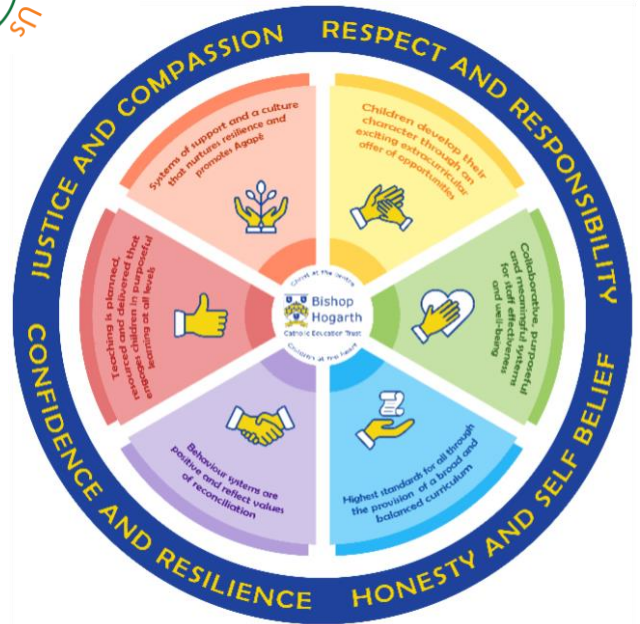 us
JUSTICE AND COMPASSION
RESPECT AND RESPONSIBILITY
HONESTY AND SELF BELIEF
CONFIDENCE AND RESILIENCE
Systems of support and a culture
that nurtures resilience and
promotes Agapè
Children develop their
character through an
exciting extracurricular
offer of opportunities
Collaborative, purposeful
and meaningful systems
for staff effectiveness
and well-being
Highest standards for all through
the provision of a broad and
balanced curriculum
Behaviour systems are
positive and reflect values
of reconciliation
Teaching is planned,
resourced and delivered that
engages children in purposeful
learning at all levels
Christ at the centre
Bishop
Hogarth
Catholic Education Trust
Children at the heart